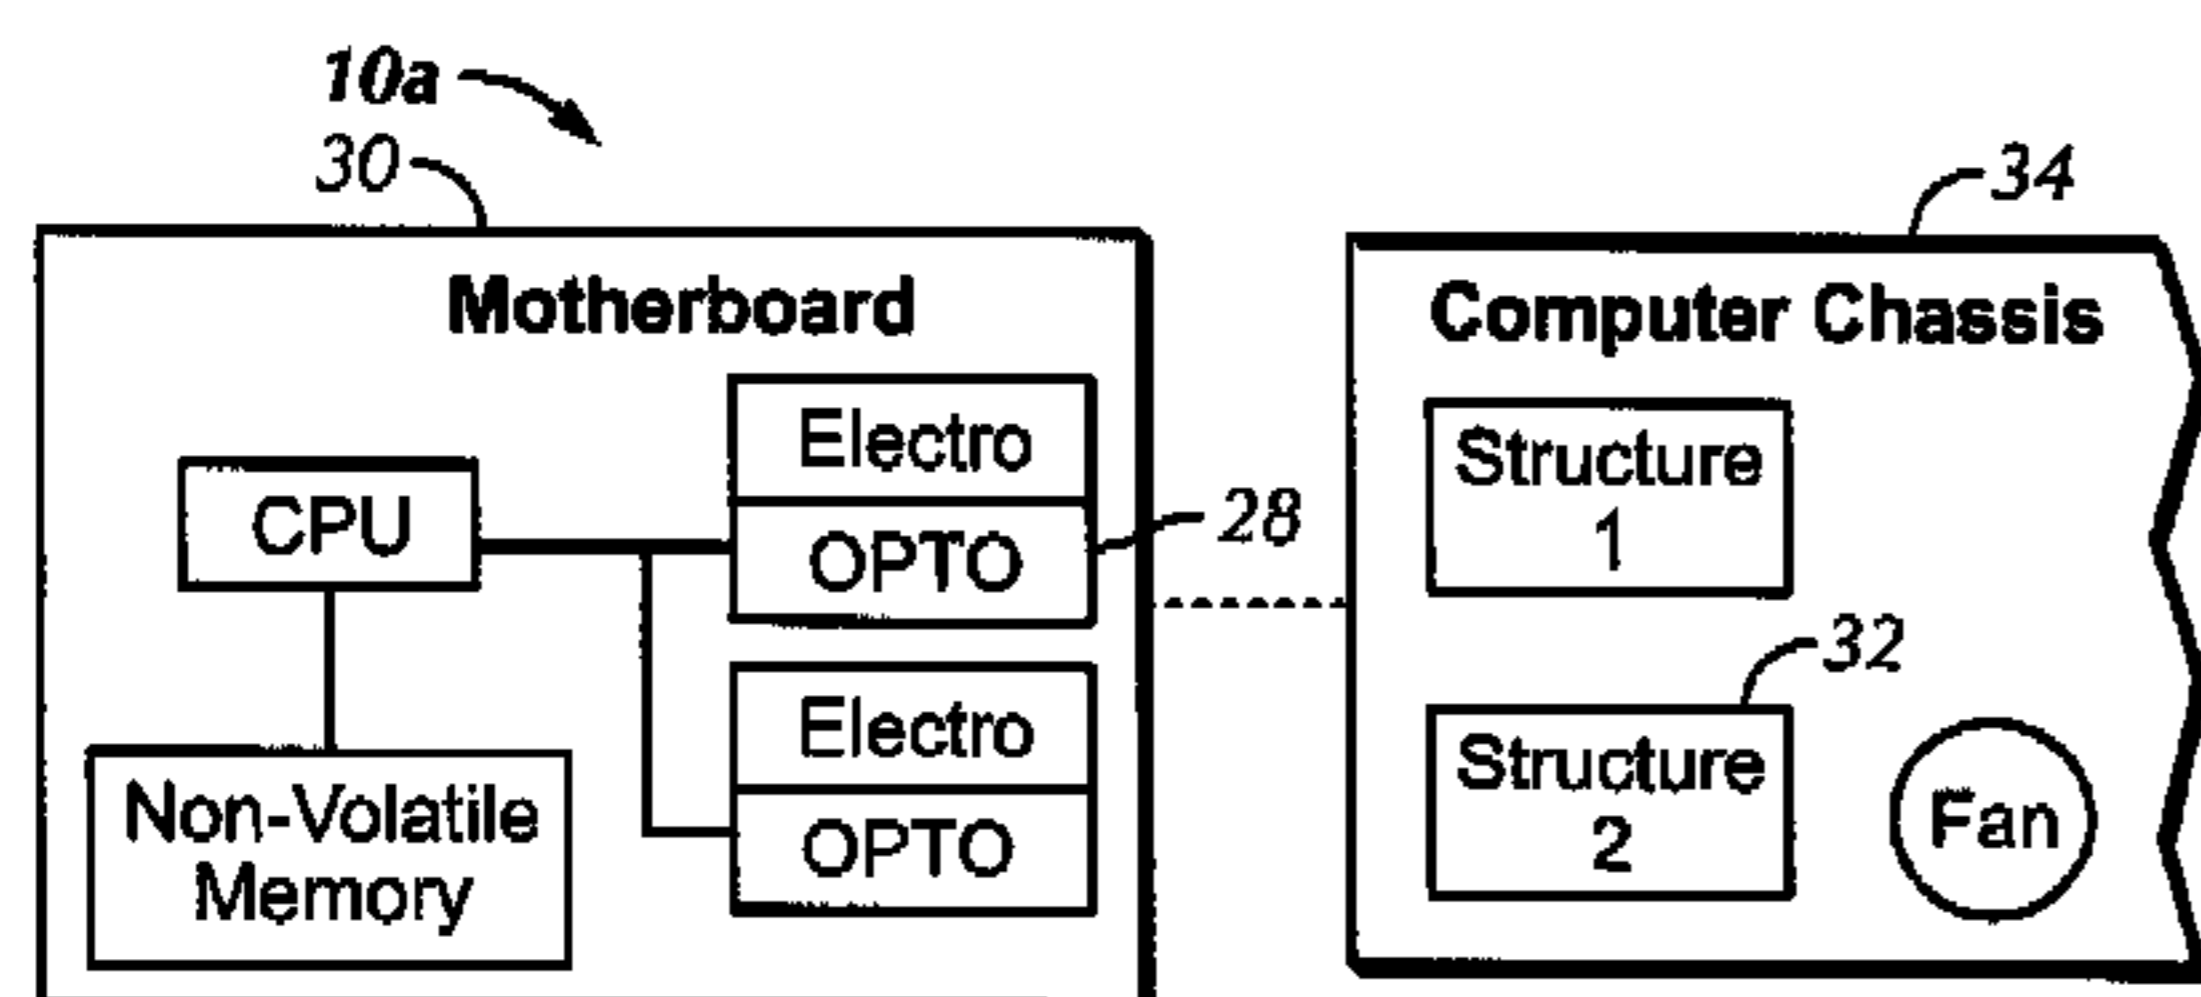 10a
30
34
Motherboard
Computer Chassis
Electro
OPTO
28
CPU
Structure
1
32
Electro
OPTO
Non-Volatile
Memory
Structure
2
Fan